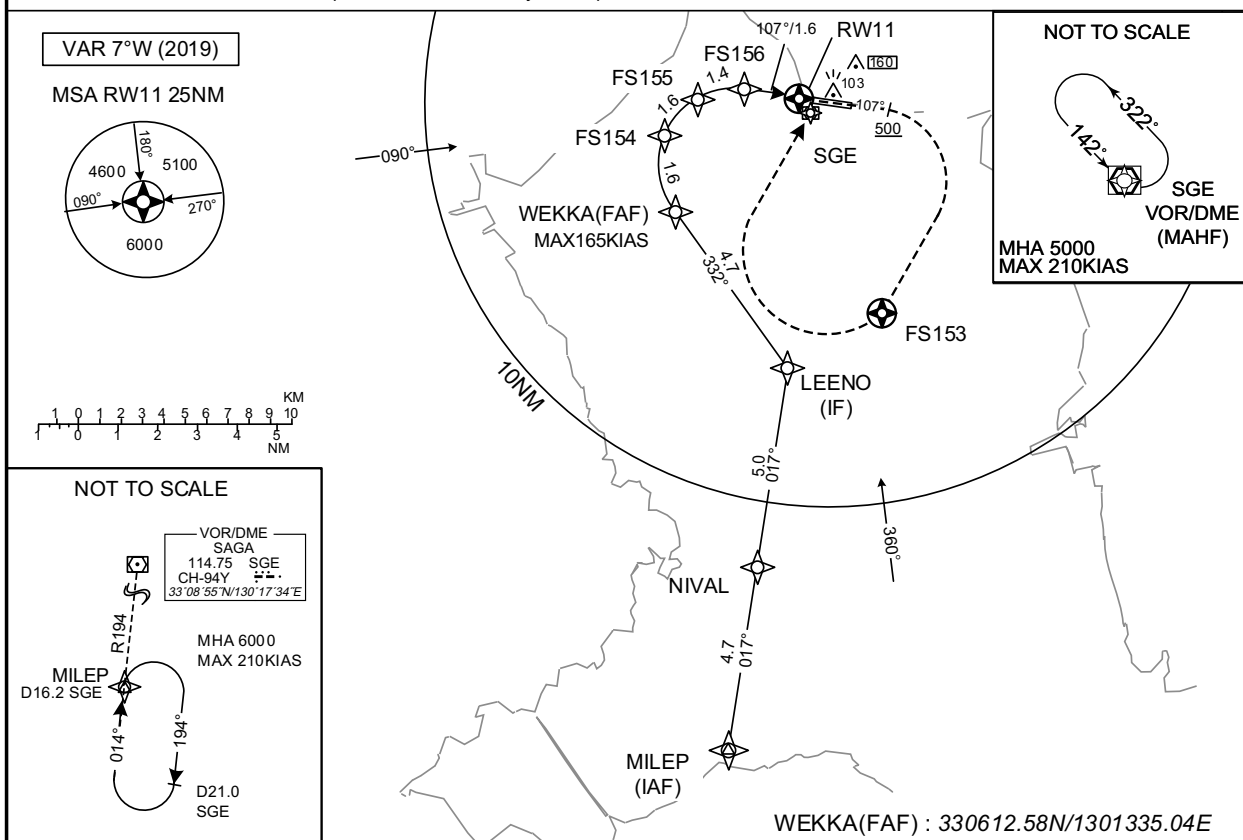 VAR 7°W (2019)
MSA RW11 25NM
180°
4600
5100
090°
270°
6000
KM
1 0 1 2 3 4 5 6 7 8 9 10
1 0 1 2 3 4 5
NM
NOT TO SCALE
VOR/DME
SAGA
114.75 SGE
CH-94Y
33°08'55"N/130°17'34"E
R194
MHA 6000
MAX 210KIAS
MILEP
D16.2 SGE
014°
194°
D21.0
SGE
107°/1.6
RW11
FS156
FS155
1.4
160
103
1.6
107°
500
FS154
SGE
090°
1.6
WEKKA(FAF)
MAX165KIAS
4.7
332°
FS153
LEENO
(IF)
10NM
5.0
017°
360°
NIVAL
4.7
017°
MILEP
(IAF)
NOT TO SCALE
322°
142°
SGE
VOR/DME
(MAHF)
MHA 5000
MAX 210KIAS
WEKKA(FAF) : 330612.58N/1301335.04E